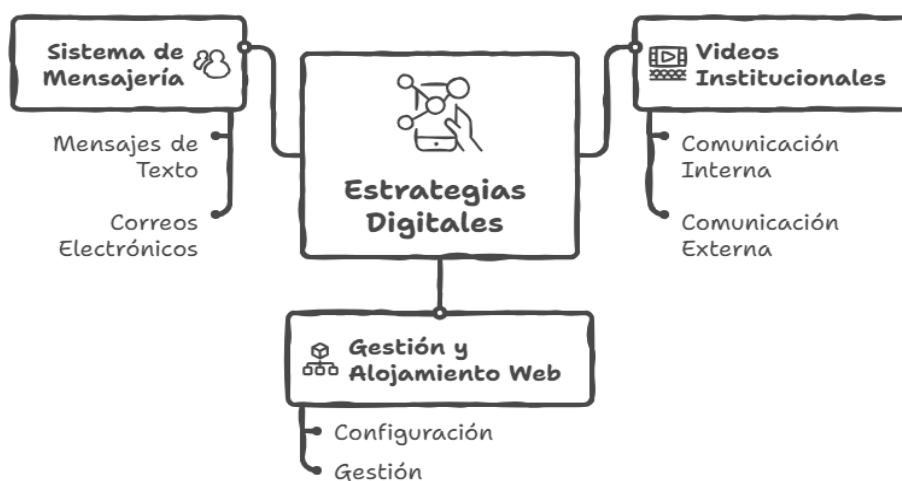 Sistema de
Mensajería
Mensajes de
Texto
Correos
Electrónicos
Estrategias
Digitales
Videos
Institucionales
Comunicación
Interna
Comunicación
Externa
Gestión y
Alojamiento Web
Configuración
Gestión